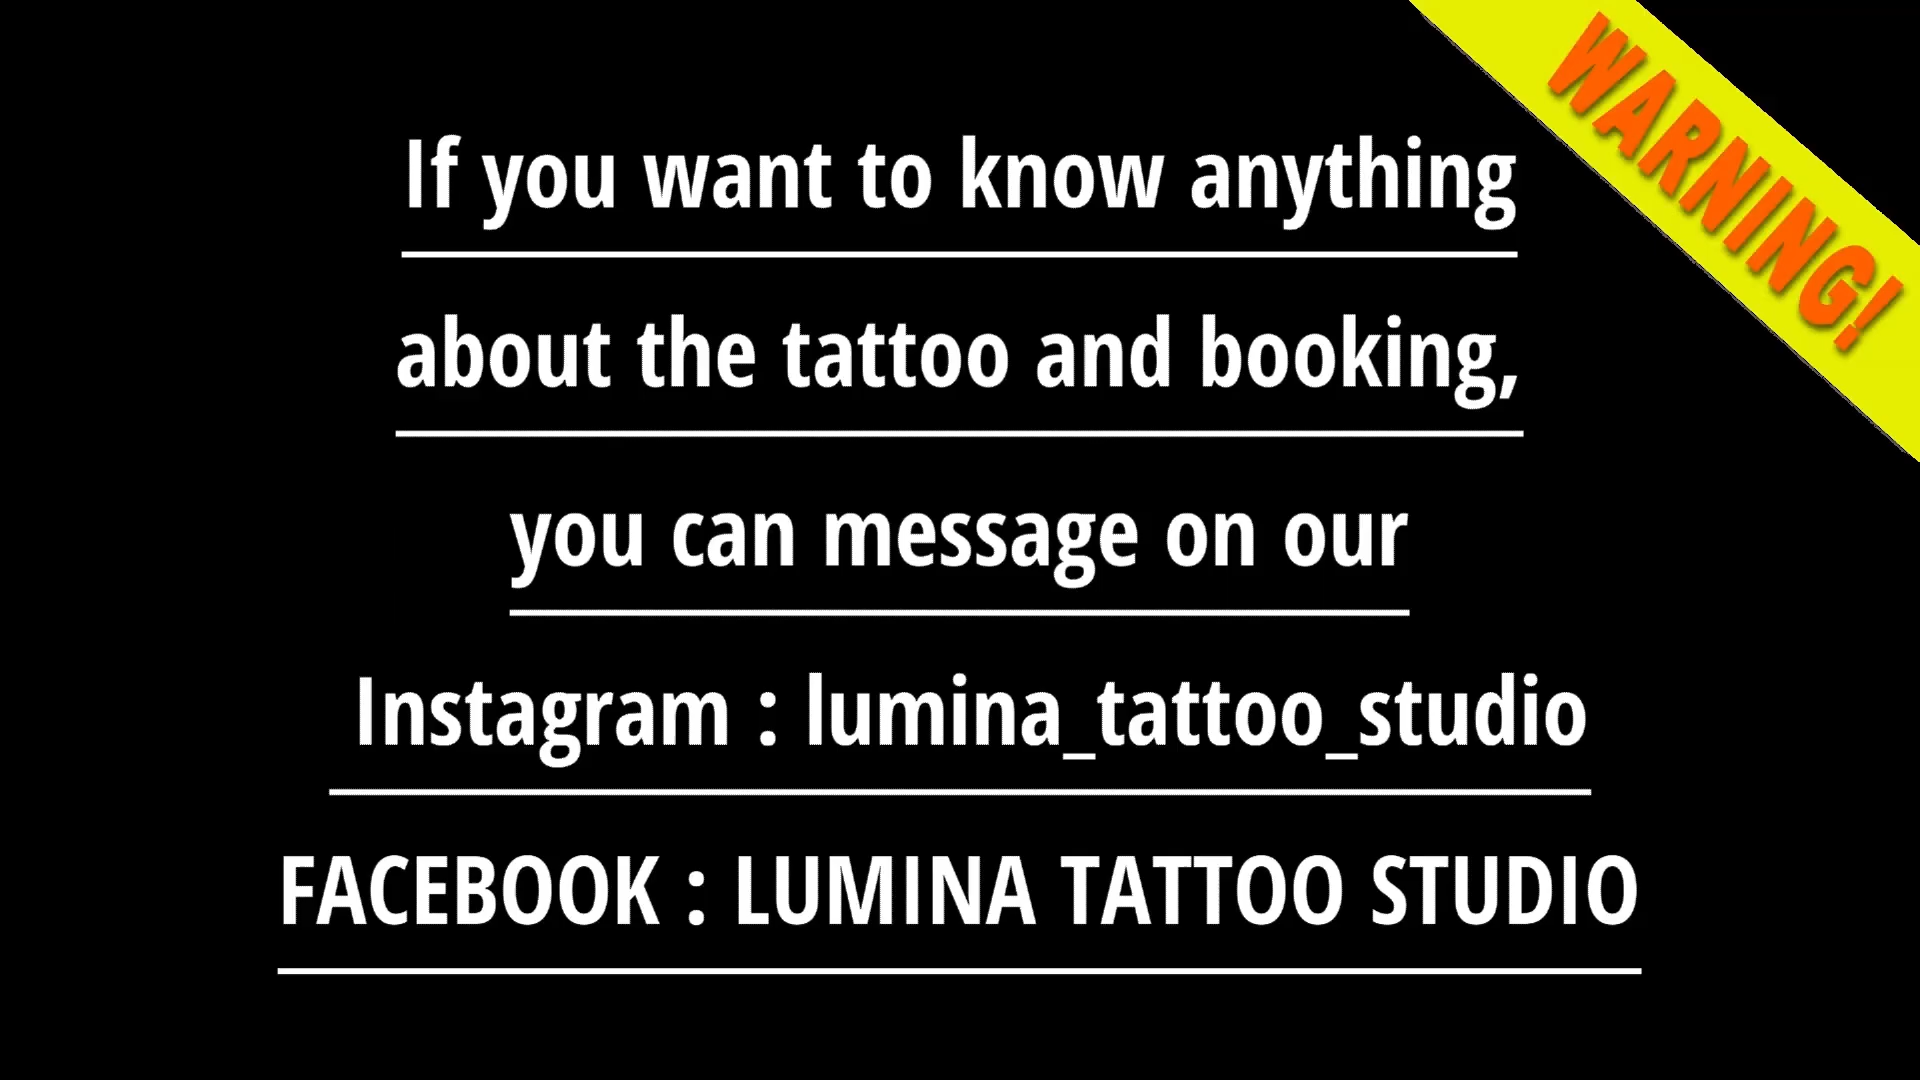 WARNING!
If you want to know anything
about the tattoo and booking,
you can message on our
Instagram : lumina_tattoo_studio
FACEBOOK : LUMINA TATTOO STUDIO